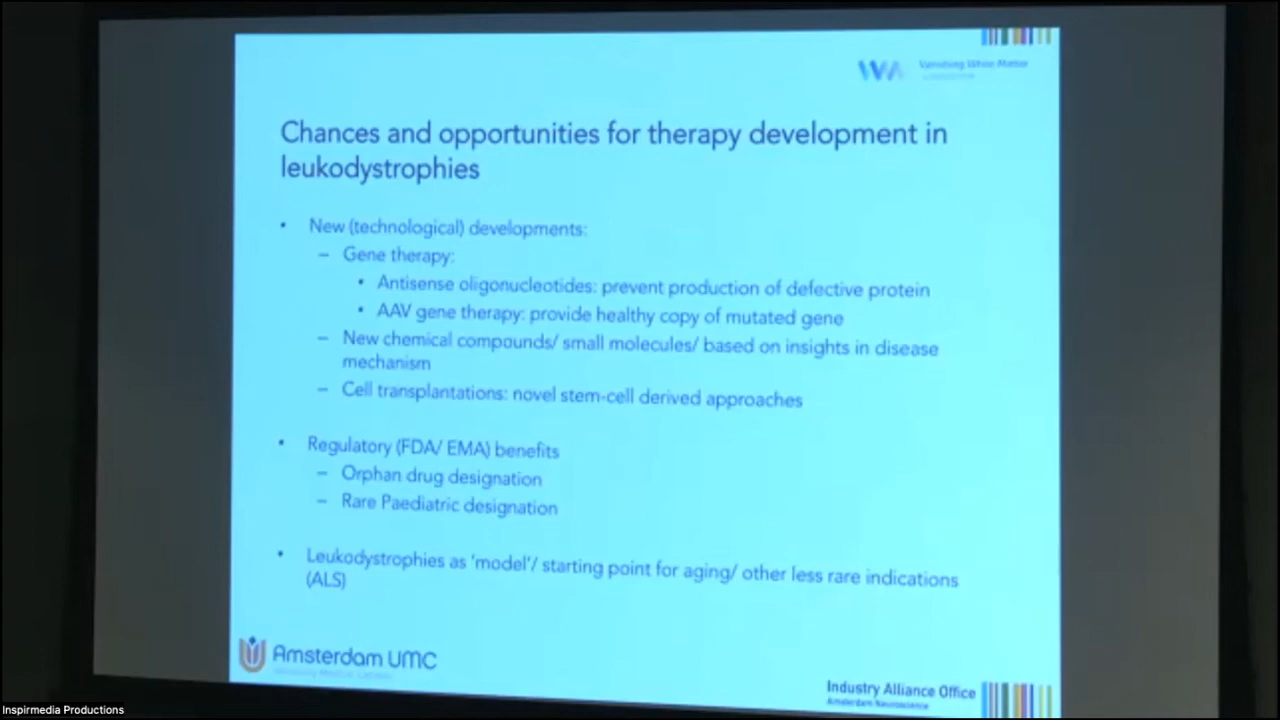 Vanishing White Matter
Chances and opportunities for therapy development in
leukodystrophies
• New (technological) developments:
– Gene therapy:
• Antisense oligonucleotides: prevent production of defective protein
• AAV gene therapy: provide healthy copy of mutated gene
– New chemical compounds/ small molecules/ based on insights in disease
mechanism
– Cell transplantations: novel stem-cell derived approaches
• Regulatory (FDA/ EMA) benefits
– Orphan drug designation
– Rare Paediatric designation
• Leukodystrophies as 'model'/ starting point for aging/ other less rare indications
(ALS)
Amsterdam UMC
Industry Alliance Office
Amsterdam Neuroscience
Inspirmedia Productions